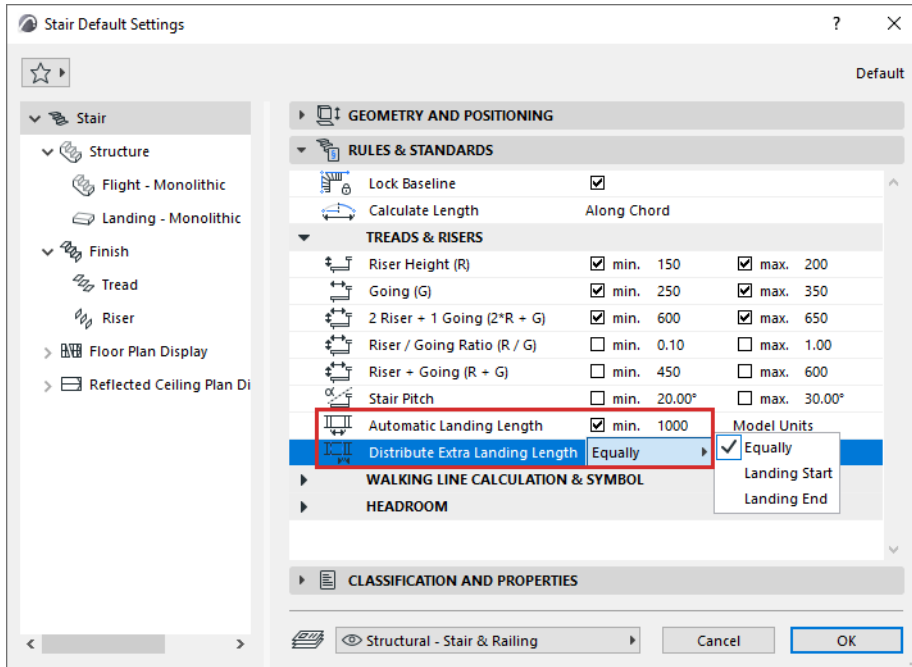 Stair Default Settings ? ×
Default
Stair
Structure
Flight - Monolithic
Landing - Monolithic
Finish
Tread
Riser
Floor Plan Display
Reflected Ceiling Plan Di
GEOMETRY AND POSITIONING
RULES & STANDARDS
Lock Baseline
Calculate Length Along Chord
TREADS & RISERS
Riser Height (R) min. 150 max. 200
Going (G) min. 250 max. 350
2 Riser + 1 Going (2*R + G) min. 600 max. 650
Riser / Going Ratio (R / G) min. 0.10 max. 1.00
Riser + Going (R + G) min. 450 max. 600
α Stair Pitch min. 20.00° max. 30.00°
Automatic Landing Length min. 1000 Model Units
Distribute Extra Landing Length Equally
Equally
Landing Start
Landing End
WALKING LINE CALCULATION & SYMBOL
HEADROOM
CLASSIFICATION AND PROPERTIES
Structural - Stair & Railing
Cancel
OK